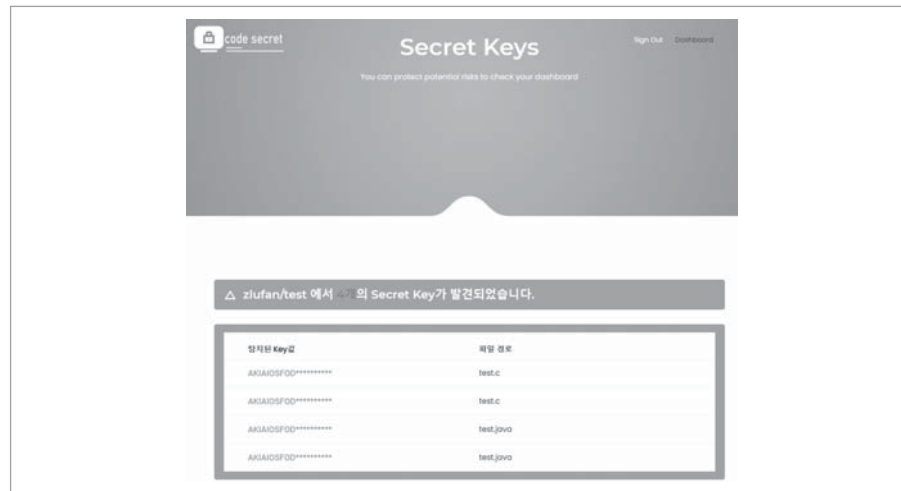 code secret
Secret Keys
Sign Out Dashboard
You can protect potential risks to check your dashboard
zlufan/test 에서 4개의 Secret Key가 발견되었습니다.
탐지된 Key값 파일 경로
AKIAIOSFOD********** test.c
AKIAIOSFOD********** test.c
AKIAIOSFOD********** test.java
AKIAIOSFOD********** test.java